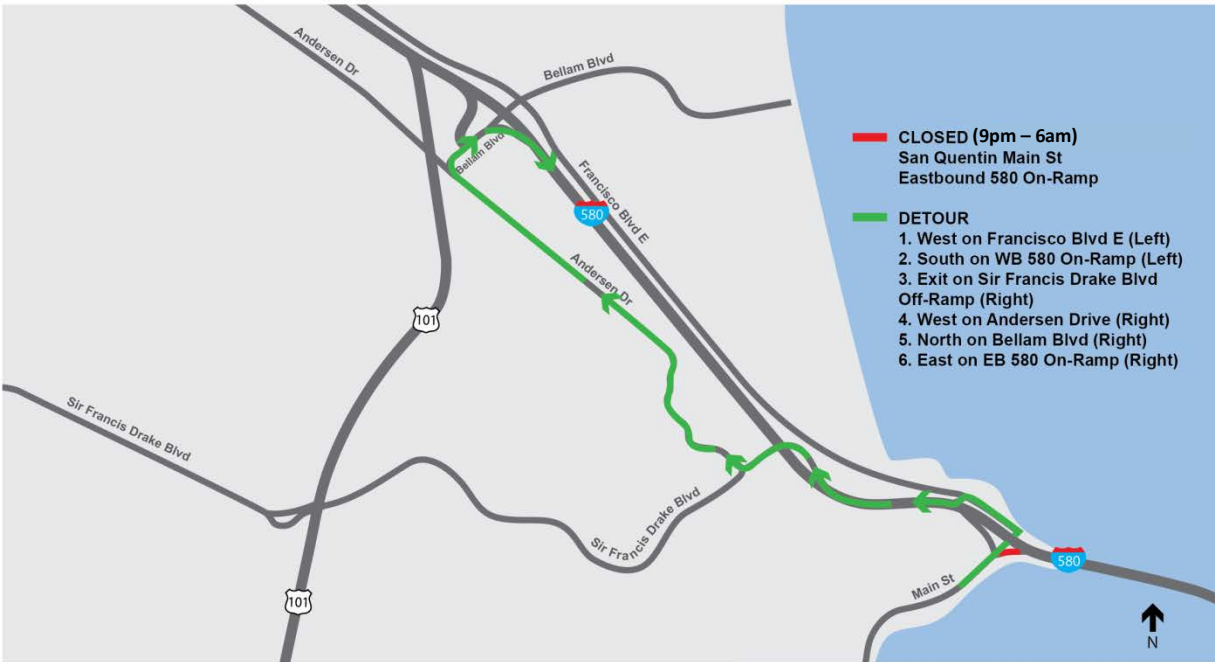 Andersen Dr
Bellam Blvd
Bellam Blvd
Francisco Blvd E
580
Andersen Dr
101
Sir Francis Drake Blvd
Sir Francis Drake Blvd
101
Main St
580
N
CLOSED (9pm – 6am)
San Quentin Main St
Eastbound 580 On-Ramp
DETOUR
1. West on Francisco Blvd E (Left)
2. South on WB 580 On-Ramp (Left)
3. Exit on Sir Francis Drake Blvd
Off-Ramp (Right)
4. West on Andersen Drive (Right)
5. North on Bellam Blvd (Right)
6. East on EB 580 On-Ramp (Right)